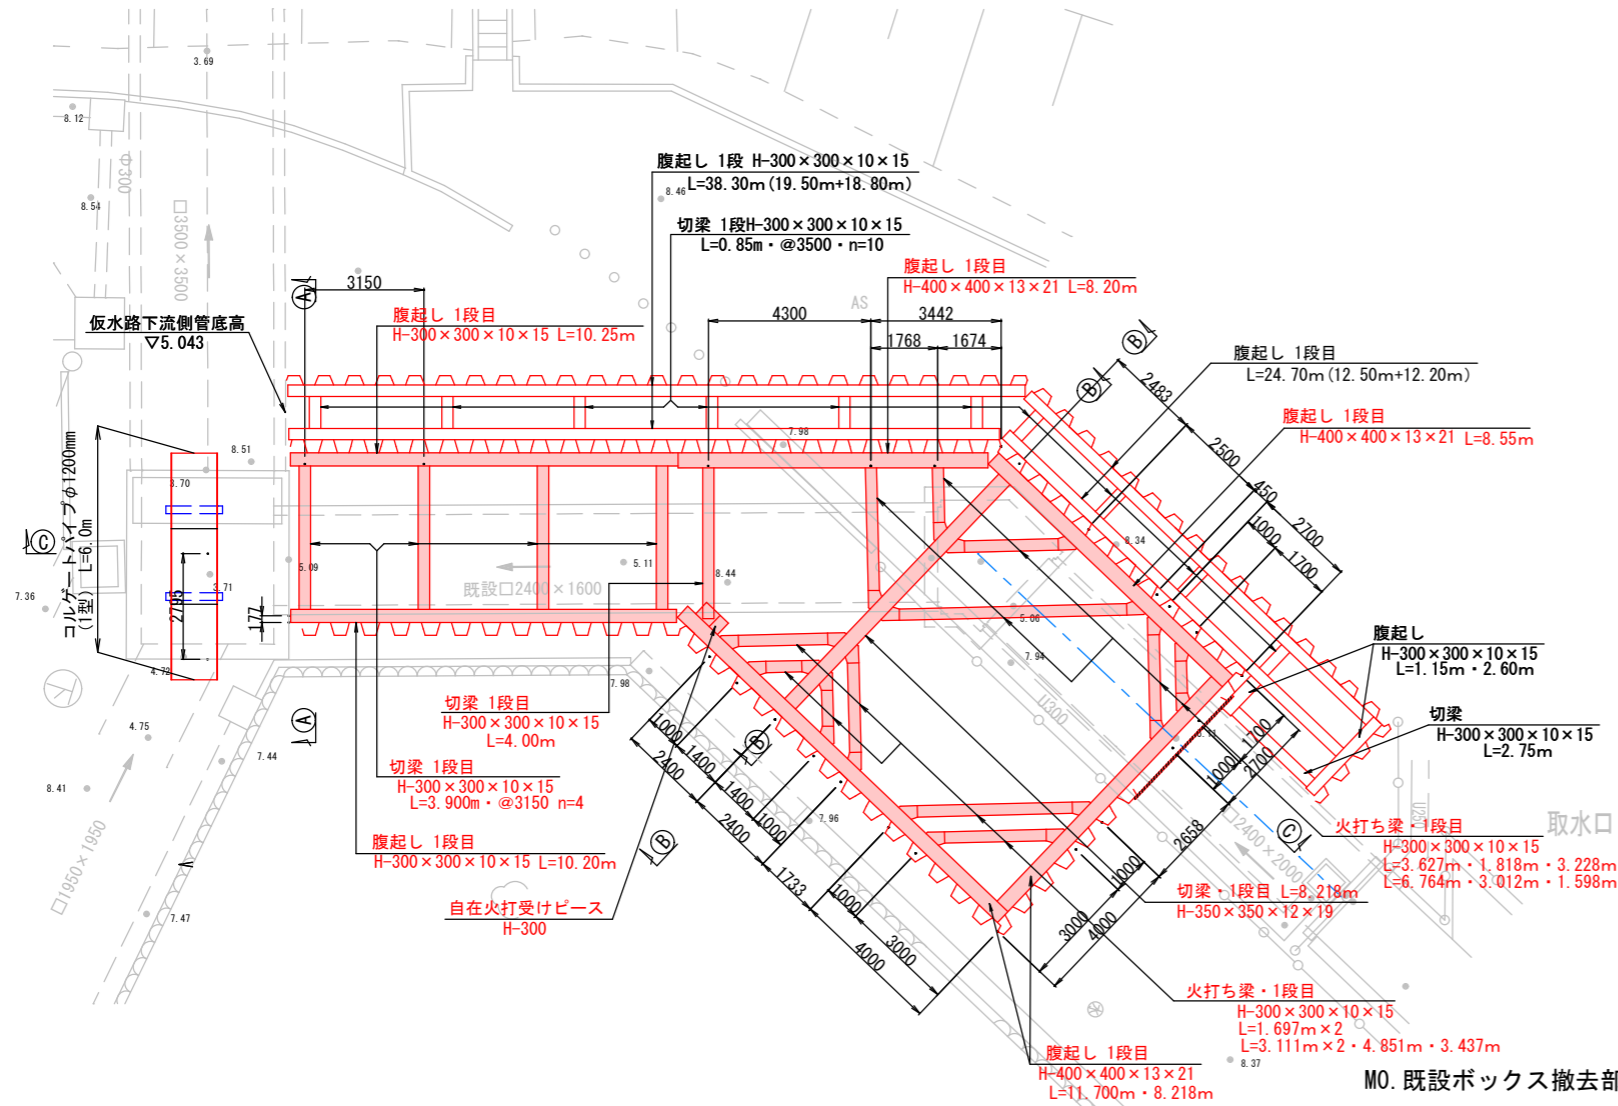 3.69
8.12
φ300
8.54
□3500×3500
腹起し 1段 H-300×300×10×15
L=38.30m(19.50m+18.80m)
8.46
切梁 1段H-300×300×10×15
L=0.85m・@3500・n=10
腹起し 1段目
H-400×400×13×21 L=8.20m
A
3150
AS
腹起し 1段目
H-300×300×10×15 L=10.25m
4300
3442
1768
1674
仮水路下流側管底高
▽5.043
B
B
2483
腹起し 1段目
L=24.70m(12.50m+12.20m)
腹起し 1段目
H-400×400×13×21 L=8.55m
2500
450
2700
1000
1700
7.98
8.51
3.70
コルゲートパイプφ1200mm
(1型) L=6.0m
C
5.09
5.11
8.34
8.44
既設□2400×1600
3.71
2795
177
7.36
5.06
7.94
U300
4.72
7.98
腹起し
H-300×300×10×15
L=1.15m・2.60m
切梁
H-300×300×10×15
L=2.75m
切梁 1段目
H-300×300×10×15
L=4.00m
A
4.75
7.44
8.41
切梁 1段目
H-300×300×10×15
L=3.900m・@3150 n=4
1000
2400
1400
B
1400
2400
1000
7.96
1700
1000
2700
2658
C
U250
取水口
□2400×2000
火打ち梁・1段目
H-300×300×10×15
L=3.627m・1.818m・3.228m
L=6.764m・3.012m・1.598m
腹起し 1段目
H-300×300×10×15 L=10.20m
B
□1950×1950
7.47
自在火打受けピース
H-300
1733
1000
3000
4000
1000
3000
4000
切梁・1段目 L=8.218m
H-350×350×12×19
火打ち梁・1段目
H-300×300×10×15
L=1.697m×2
L=3.111m×2・4.851m・3.437m
腹起し 1段目
H-400×400×13×21
L=11.700m・8.218m
8.37
MO.既設ボックス撤去部